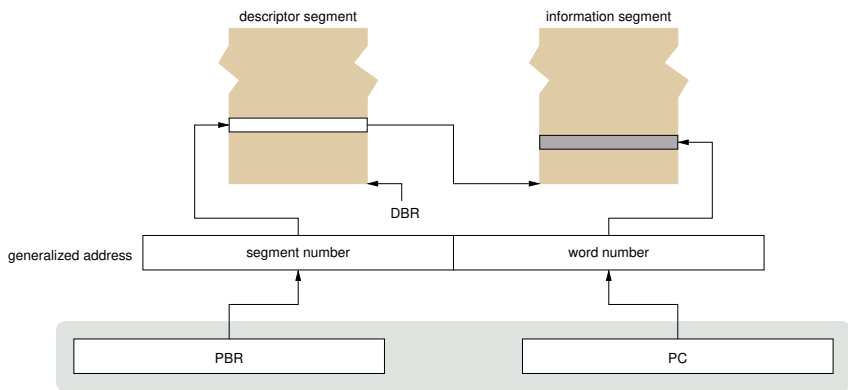 descriptor segment
information segment
DBR
generalized address
segment number
word number
PBR
PC